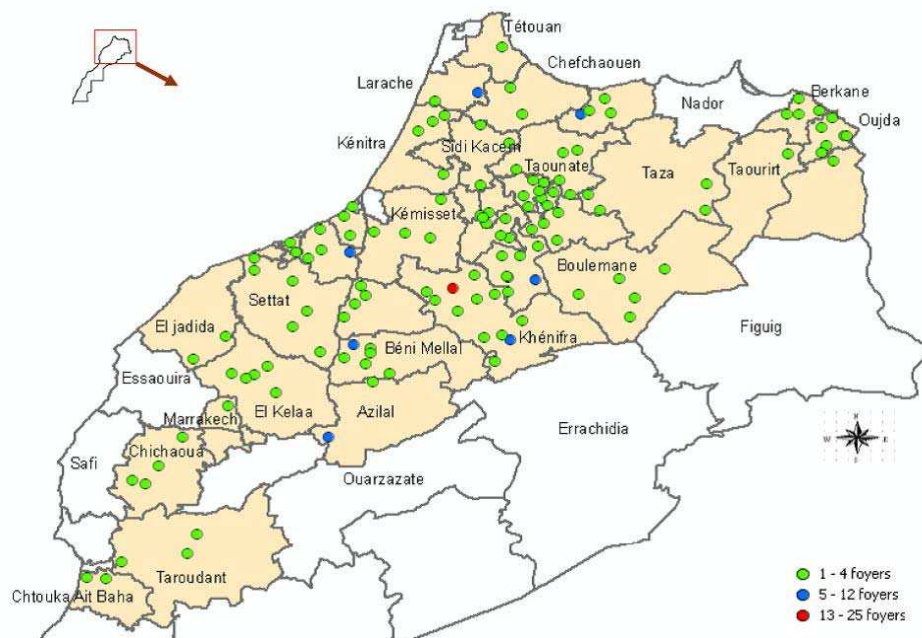 Tétouan
Chefchaouen
Larache
Berkane
Nador
Oujda
Kénitra
Sidi Kacem
Taounate
Taza
Taourirt
Kémisset
Boulemane
Settat
El jadida
Figuig
Khénifra
Béni Mellal
Essaouira
Marrakech
El Kelaa
Azilal
Errachidia
N
W E
S
Chichaoua
Safi
Ouarzazate
1 - 4 foyers
Taroudant
5 - 12 foyers
Chtouka Ait Baha
13 - 25 foyers